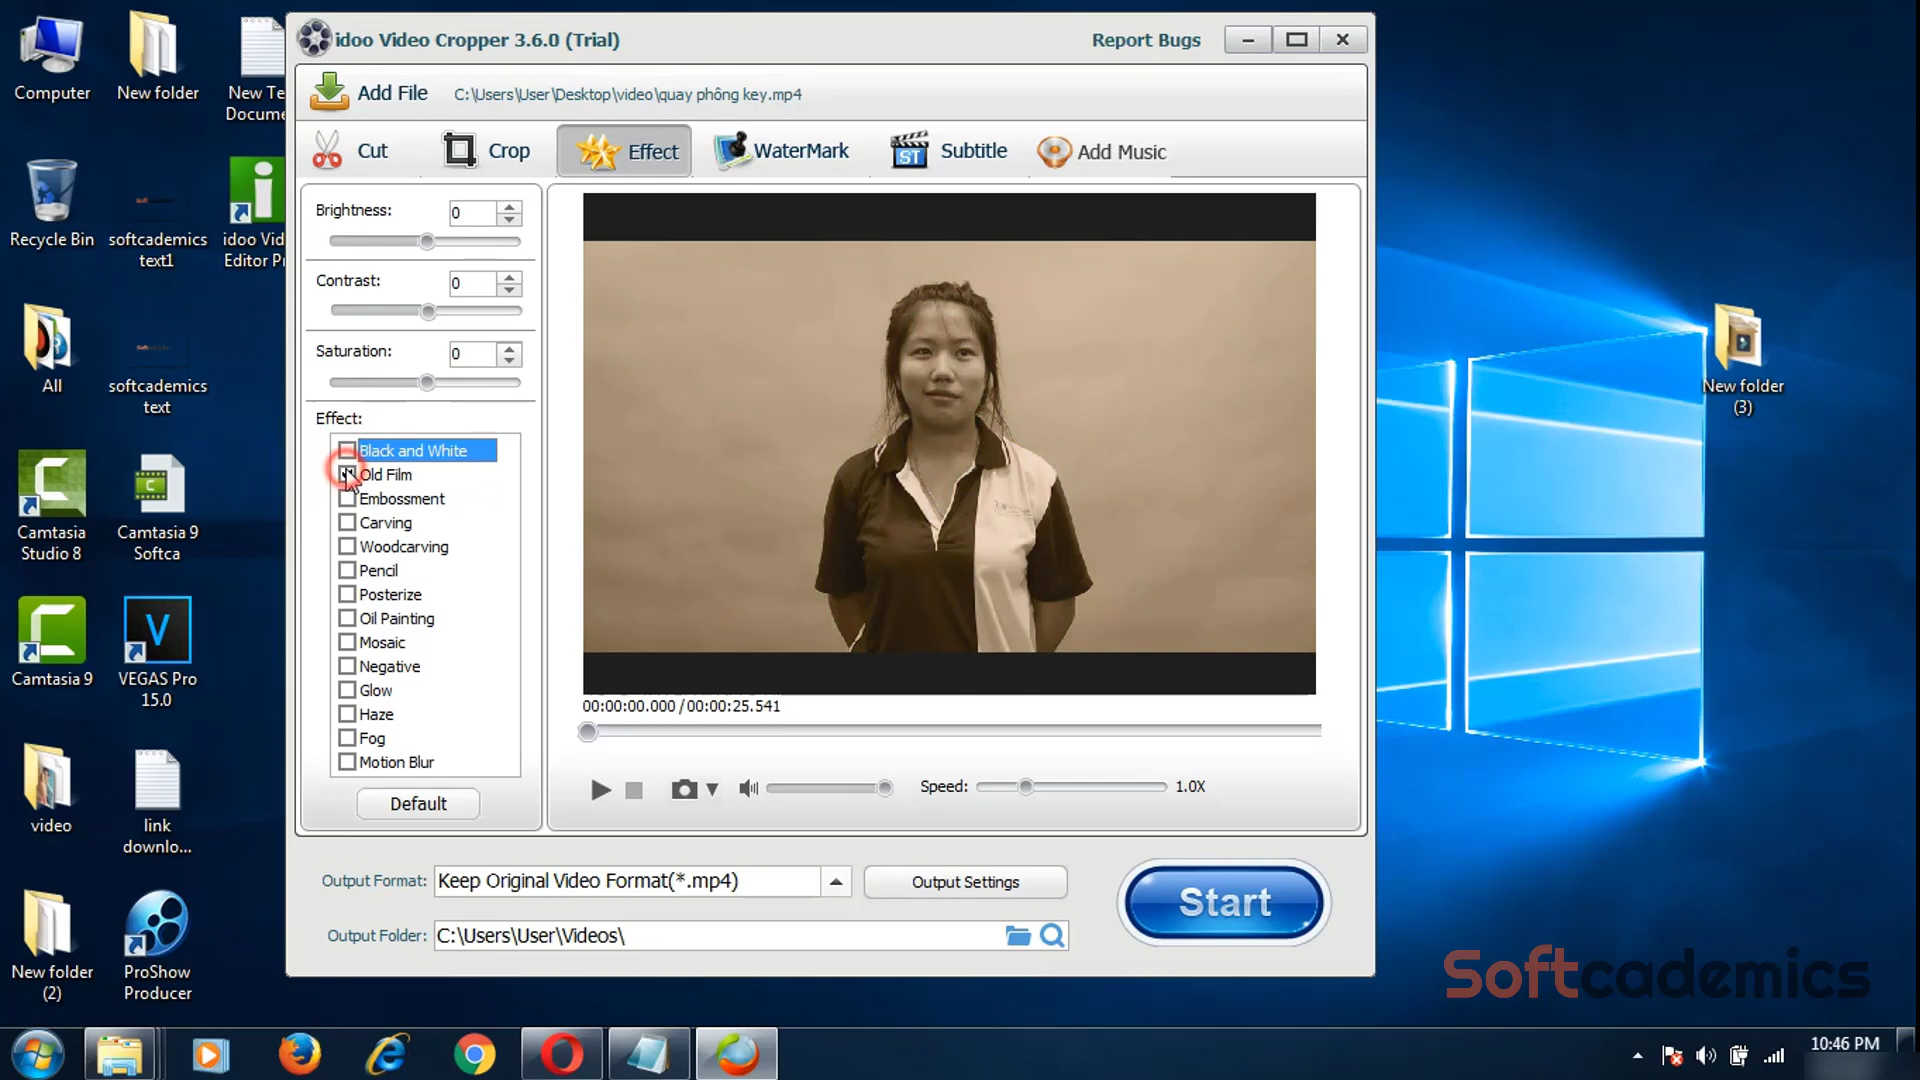 Computer
New folder
New Te
Docume
Recycle Bin
softcademics
text1
idoo Vid
Editor Pr
All
softcademics
text
Camtasia
Studio 8
Camtasia 9
Softca
Camtasia 9
VEGAS Pro
15.0
video
link
downlo...
New folder
(2)
ProShow
Producer
New folder
(3)
idoo Video Cropper 3.6.0 (Trial)
Report Bugs
Add File
C:\Users\User\Desktop\video\quay phông key.mp4
Cut
Crop
Effect
WaterMark
ST
Subtitle
Add Music
Brightness:
0
Contrast:
0
Saturation:
0
Effect:
Black and White
Old Film
Embossment
Carving
Woodcarving
Pencil
Posterize
Oil Painting
Mosaic
Negative
Glow
Haze
Fog
Motion Blur
Default
00:00:00.000 / 00:00:25.541
Speed:
1.0X
Output Format:
Keep Original Video Format(*.mp4)
Output Settings
Start
Output Folder:
C:\Users\User\Videos\
Softcademics
10:46 PM